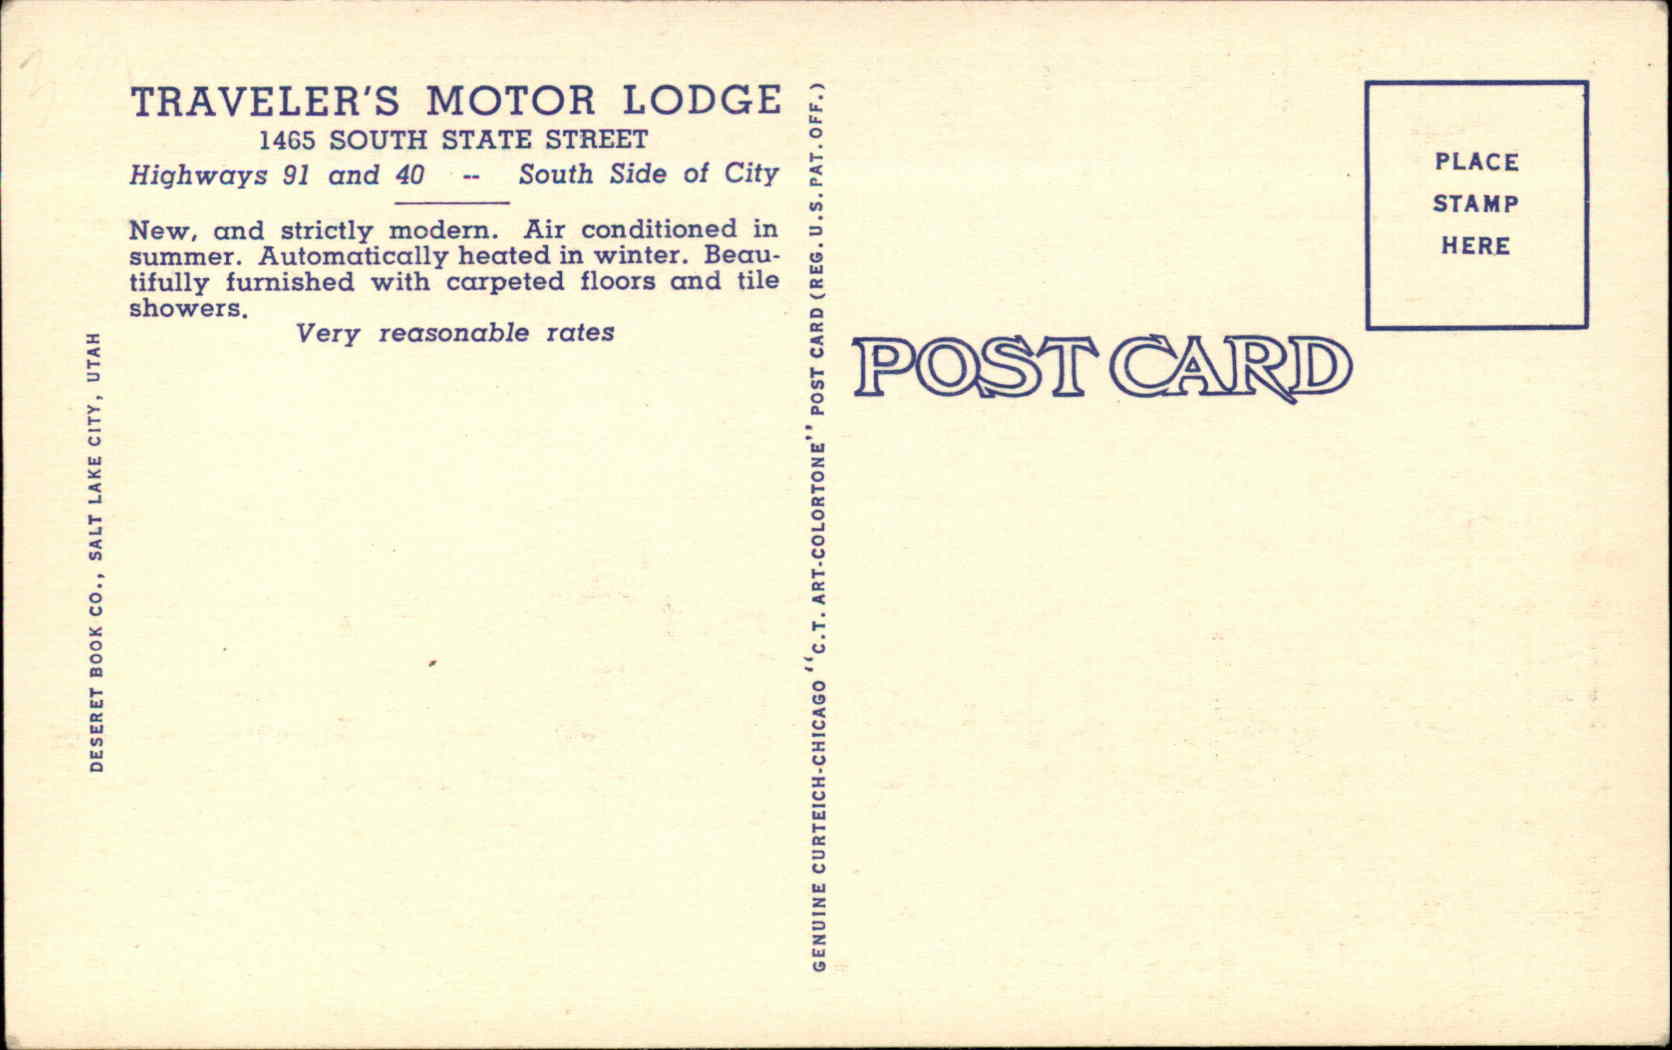 TRAVELER'S MOTOR LODGE
1465 SOUTH STATE STREET
Highways 91 and 40 -- South Side of City
New, and strictly modern. Air conditioned in
summer. Automatically heated in winter. Beau-
tifully furnished with carpeted floors and tile
showers.
Very reasonable rates
DESERET BOOK CO., SALT LAKE CITY, UTAH
GENUINE CURTEICH-CHICAGO "C.T. ART-COLORTONE" POST CARD (REG. U.S. PAT. OFF.)
POST CARD
PLACE
STAMP
HERE